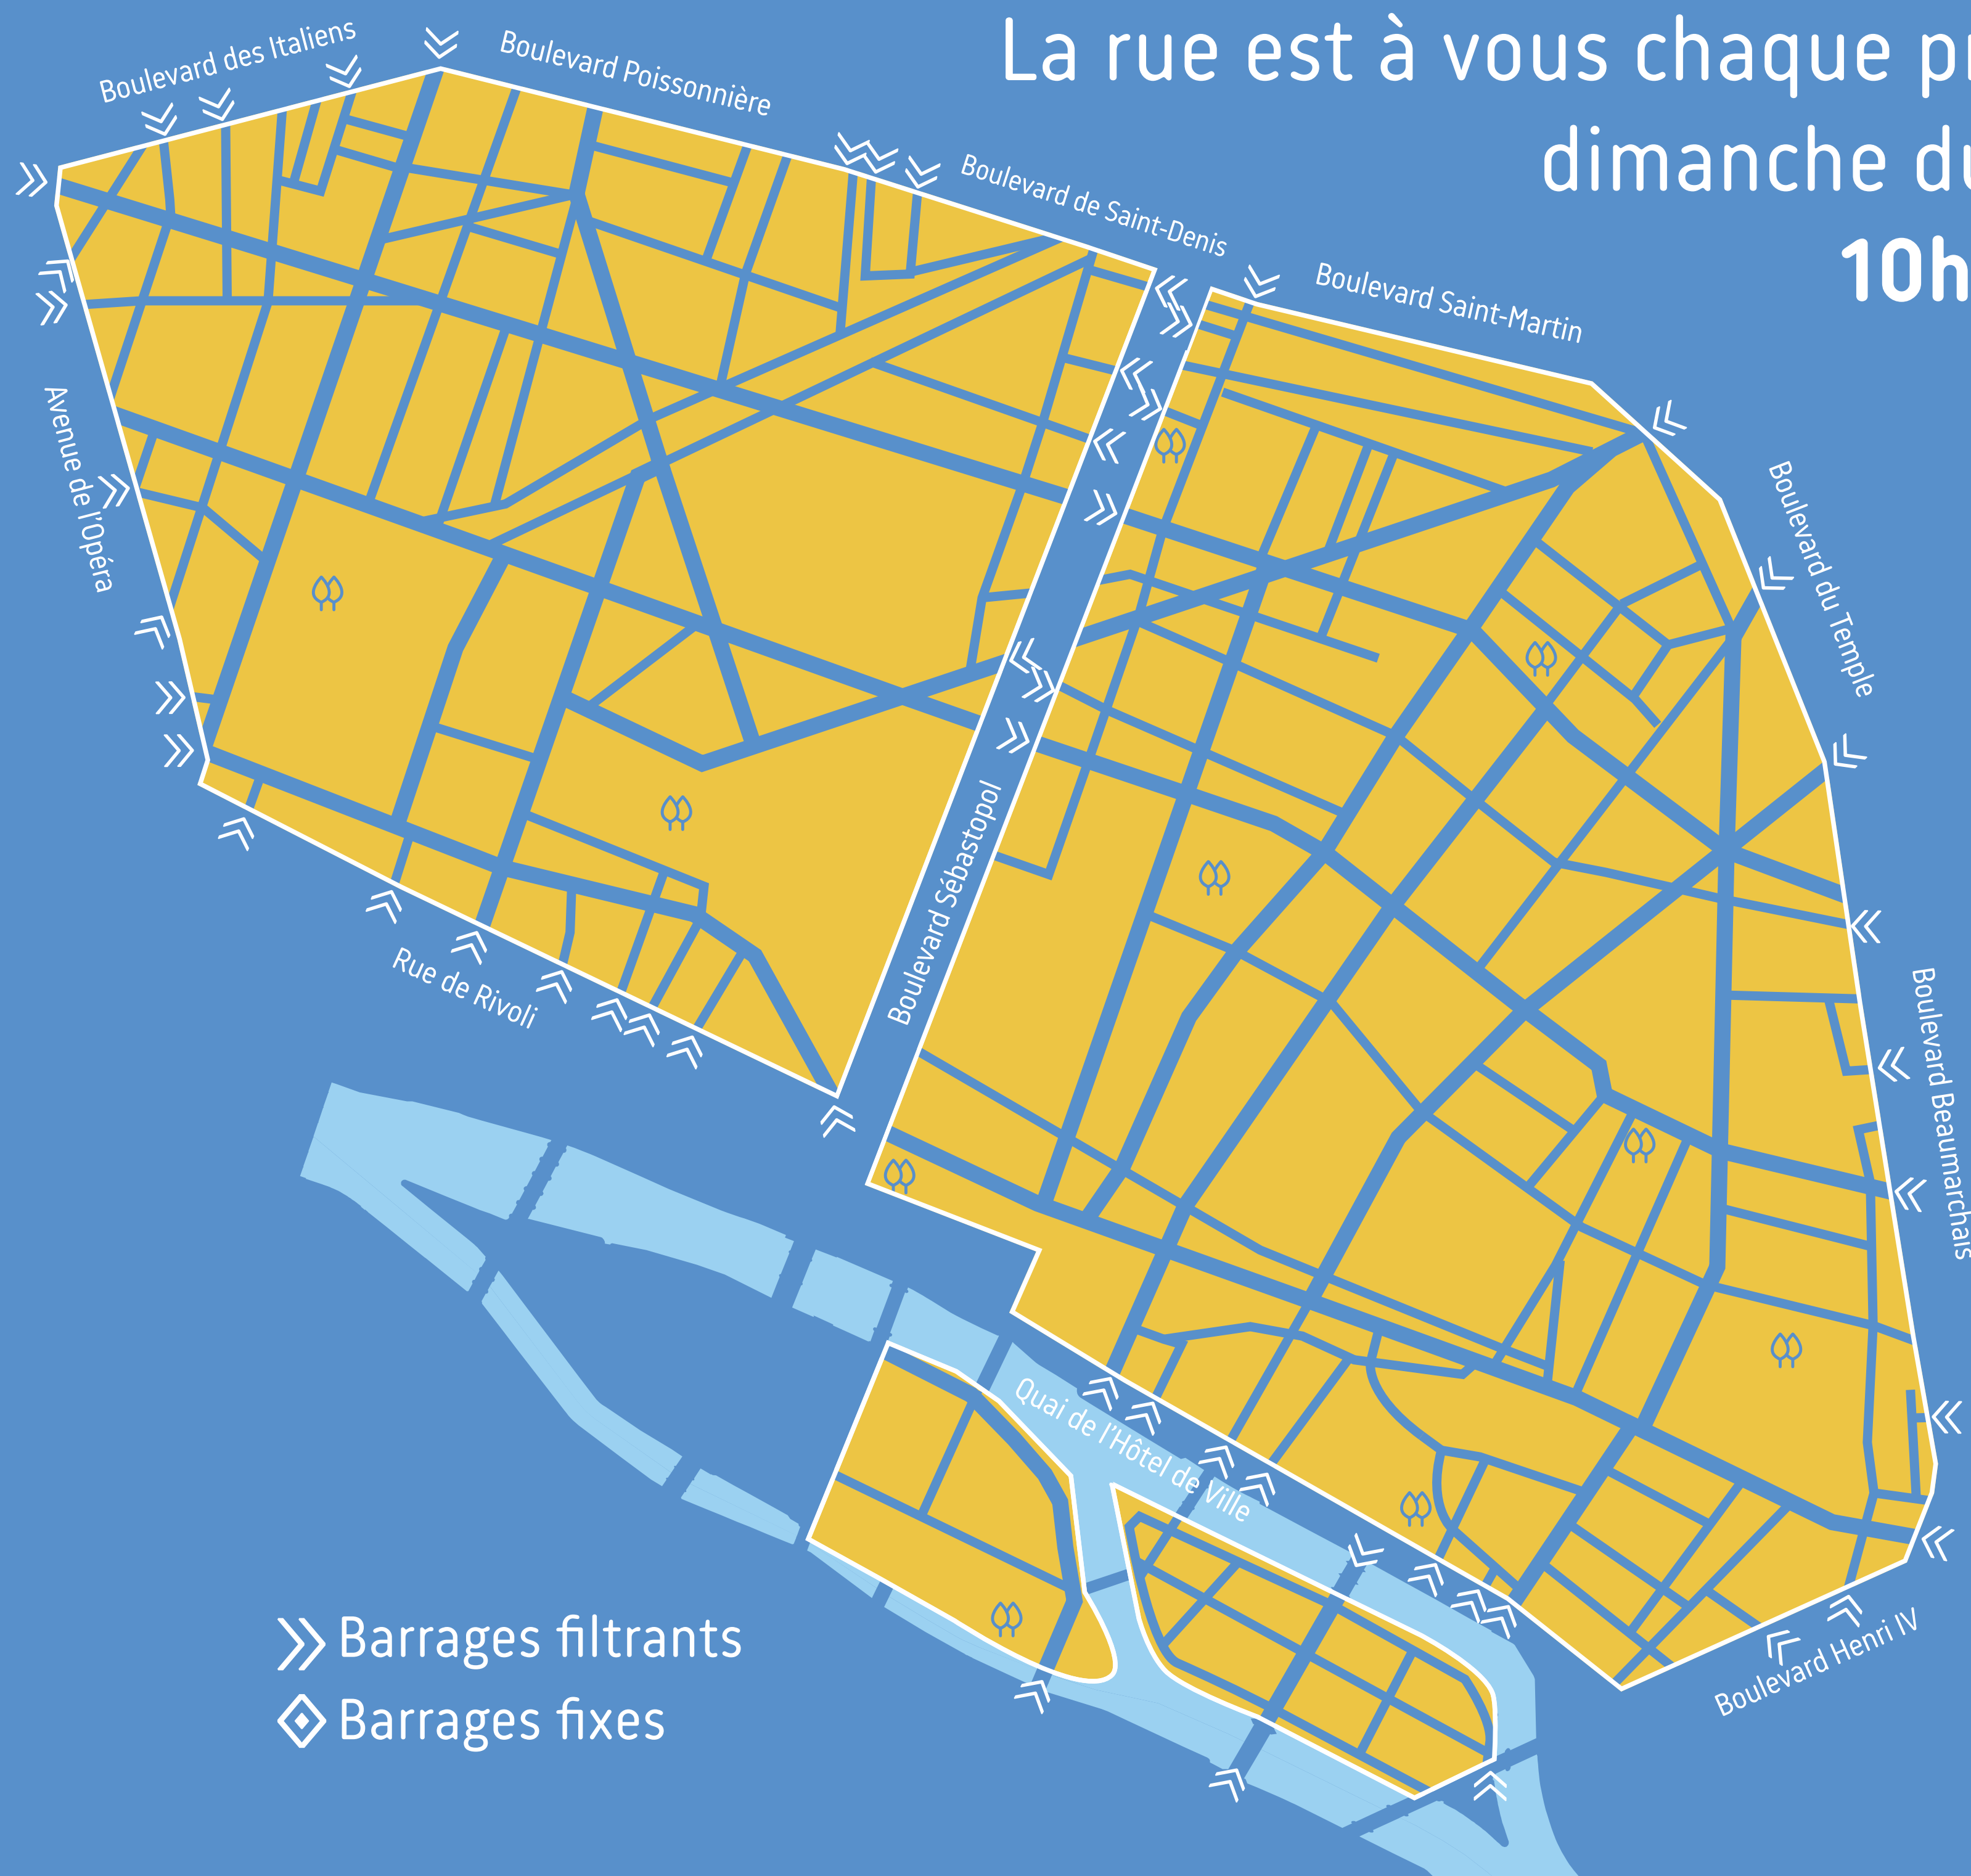 La rue est à vous chaque
dimanche
10h
Boulevard des Italiens
Boulevard Poissonnière
Boulevard de Saint-Denis
Boulevard Saint-Martin
Avenue de l'Opéra
Boulevard du Temple
Boulevard Sébastopol
Rue de Rivoli
Boulevard Beaumarchais
Quai de l'Hôtel de Ville
Boulevard Henri IV
Barrages filtrants
Barrages fixes